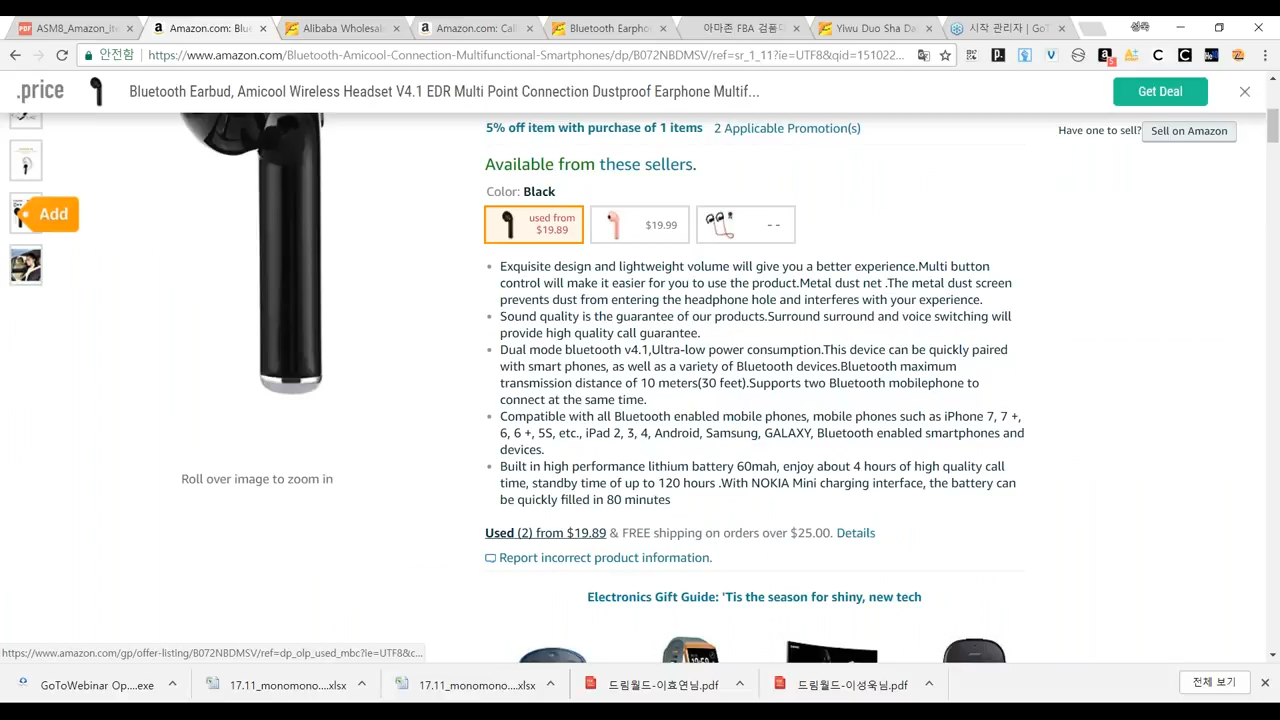 ASM8_Amazon_
Amazon.com: Blu
Alibaba Wholesal
Amazon.com: Call
Bluetooth Earpho
아마존 FBA 검품
Yiwu Duo Sha Da
시작 관리자 | GoT
성욱
안전함
https://www.amazon.com/Bluetooth-Amicool-Connection-Multifunctional-Smartphones/dp/B072NBDMSV/ref=sr_1_11?ie=UTF8&qid=151022...
.price
Bluetooth Earbud, Amicool Wireless Headset V4.1 EDR Multi Point Connection Dustproof Earphone Multif...
Get Deal
5% off item with purchase of 1 items 2 Applicable Promotion(s)
Have one to sell? Sell on Amazon
Available from these sellers.
Color: Black
Add
used from
$19.89
$19.99
- -
Exquisite design and lightweight volume will give you a better experience.Multi button
control will make it easier for you to use the product.Metal dust net .The metal dust screen
prevents dust from entering the headphone hole and interferes with your experience.
Sound quality is the guarantee of our products.Surround surround and voice switching will
provide high quality call guarantee.
Dual mode bluetooth v4.1,Ultra-low power consumption.This device can be quickly paired
with smart phones, as well as a variety of Bluetooth devices.Bluetooth maximum
transmission distance of 10 meters(30 feet).Supports two Bluetooth mobilephone to
connect at the same time.
Compatible with all Bluetooth enabled mobile phones, mobile phones such as iPhone 7, 7 +,
6, 6 +, 5S, etc., iPad 2, 3, 4, Android, Samsung, GALAXY, Bluetooth enabled smartphones and
devices.
Built in high performance lithium battery 60mah, enjoy about 4 hours of high quality call
time, standby time of up to 120 hours .With NOKIA Mini charging interface, the battery can
be quickly filled in 80 minutes
Roll over image to zoom in
Used (2) from $19.89 & FREE shipping on orders over $25.00. Details
Report incorrect product information.
Electronics Gift Guide: 'Tis the season for shiny, new tech
https://www.amazon.com/gp/offer-listing/B072NBDMSV/ref=dp_olp_used_mbc?ie=UTF8&c...
GoToWebinar Op....exe
17.11_monomono....xlsx
17.11_monomono....xlsx
드림월드-이효연님.pdf
드림월드-이성욱님.pdf
전체 보기